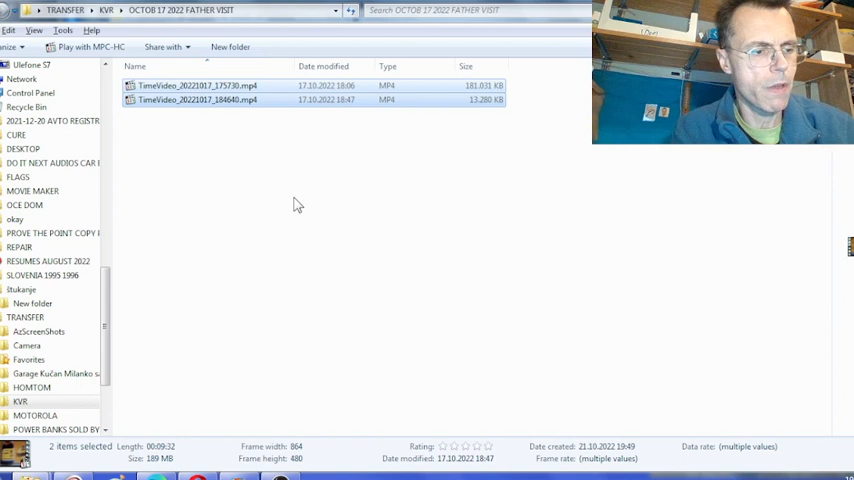 TRANSFER ▸ KVR ▸ OCTOB 17 2022 FATHER VISIT
Search OCTOB 17 2022 FATHER VISIT
Edit View Tools Help
Play with MPC-HC Share with New folder
Name Date modified Type Size
TimeVideo_20221017_175730.mp4 17.10.2022 18:06 MP4 181.031 KB
TimeVideo_20221017_184640.mp4 17.10.2022 18:47 MP4 13.280 KB
Ulefone S7
Network
Control Panel
Recycle Bin
2021-12-20 AVTO REGISTR
CURE
DESKTOP
DO IT NEXT AUDIOS CAR
FLAGS
MOVIE MAKER
OCE DOM
okay
PROVE THE POINT COPY
REPAIR
RESUMES AUGUST 2022
SLOVENIA 1995 1996
štukanje
New folder
TRANSFER
AzScreenShots
Camera
Favorites
Garage Kučan Milanko
HOMTOM
KVR
MOTOROLA
POWER BANKS SOLD BY
2 items selected Length: 00:09:32 Frame width: 864 Rating: Date created: 21.10.2022 19:49 Data rate: (multiple values)
Size: 189 MB Frame height: 480 Date modified: 17.10.2022 18:47 Frame rate: (multiple values)